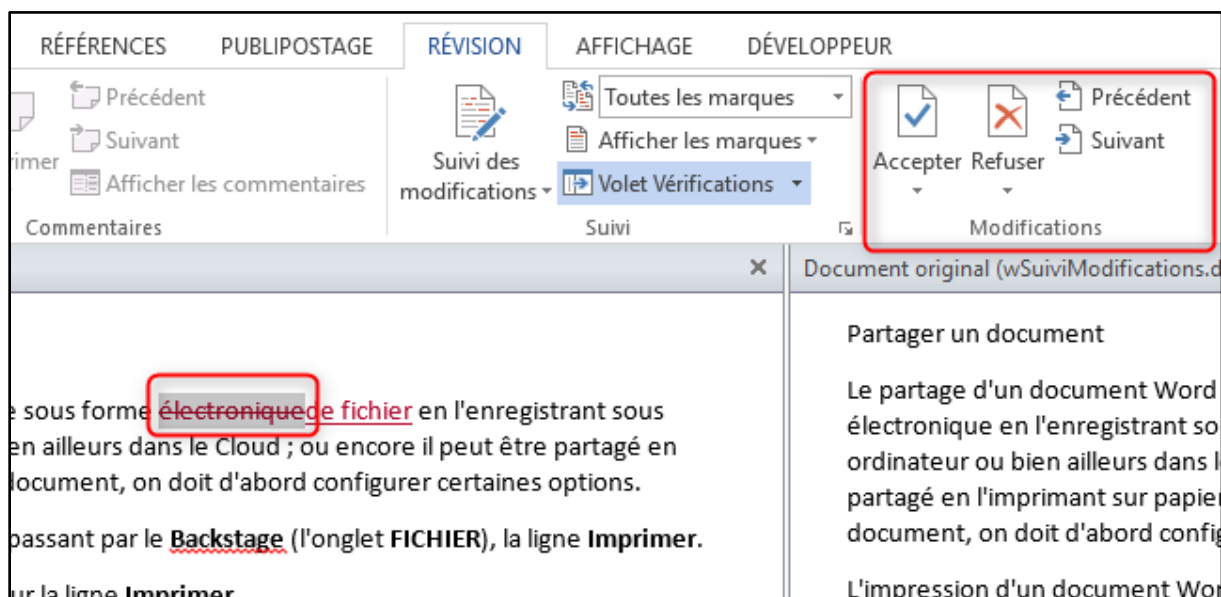 RÉFÉRENCES PUBLIPOSTAGE RÉVISION AFFICHAGE DÉVELOPPEUR
Précédent
Suivant
Afficher les commentaires
Commentaires
Suivi des
modifications
Toutes les marques
Afficher les marques
Volet Vérifications
Suivi
Accepter Refuser
Précédent
Suivant
Modifications
Document original (wSuiviModifications.d
sous forme électroniquede fichier en l'enregistrant sous
en ailleurs dans le Cloud ; ou encore il peut être partagé en
document, on doit d'abord configurer certaines options.
passant par le Backstage (l'onglet FICHIER), la ligne Imprimer.
ur la ligne Imprimer.
Partager un document
Le partage d'un document Word
électronique en l'enregistrant so
ordinateur ou bien ailleurs dans l
partagé en l'imprimant sur papier
document, on doit d'abord config
L'impression d'un document Wor